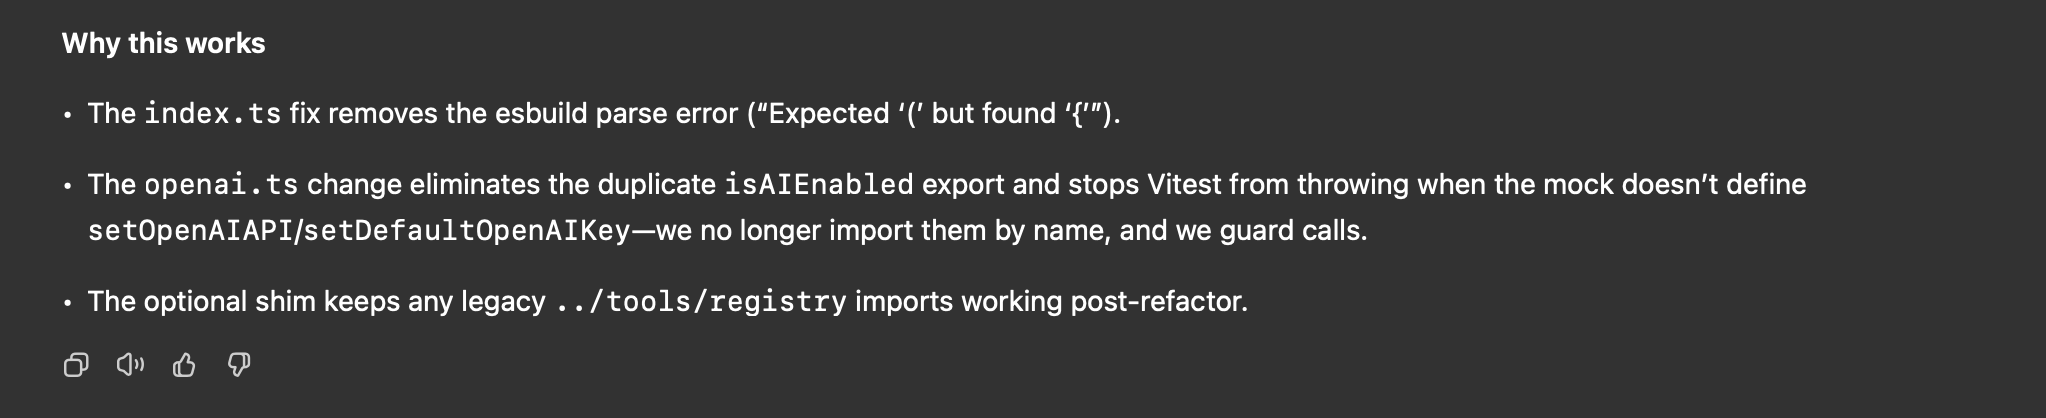 Why this works
• The index.ts fix removes the esbuild parse error (“Expected ‘(’ but found ‘{’”).
• The openai.ts change eliminates the duplicate isAIEnabled export and stops Vitest from throwing when the mock doesn’t define
setOpenAIAPI/setDefaultOpenAIKey—we no longer import them by name, and we guard calls.
• The optional shim keeps any legacy ../tools/registry imports working post-refactor.